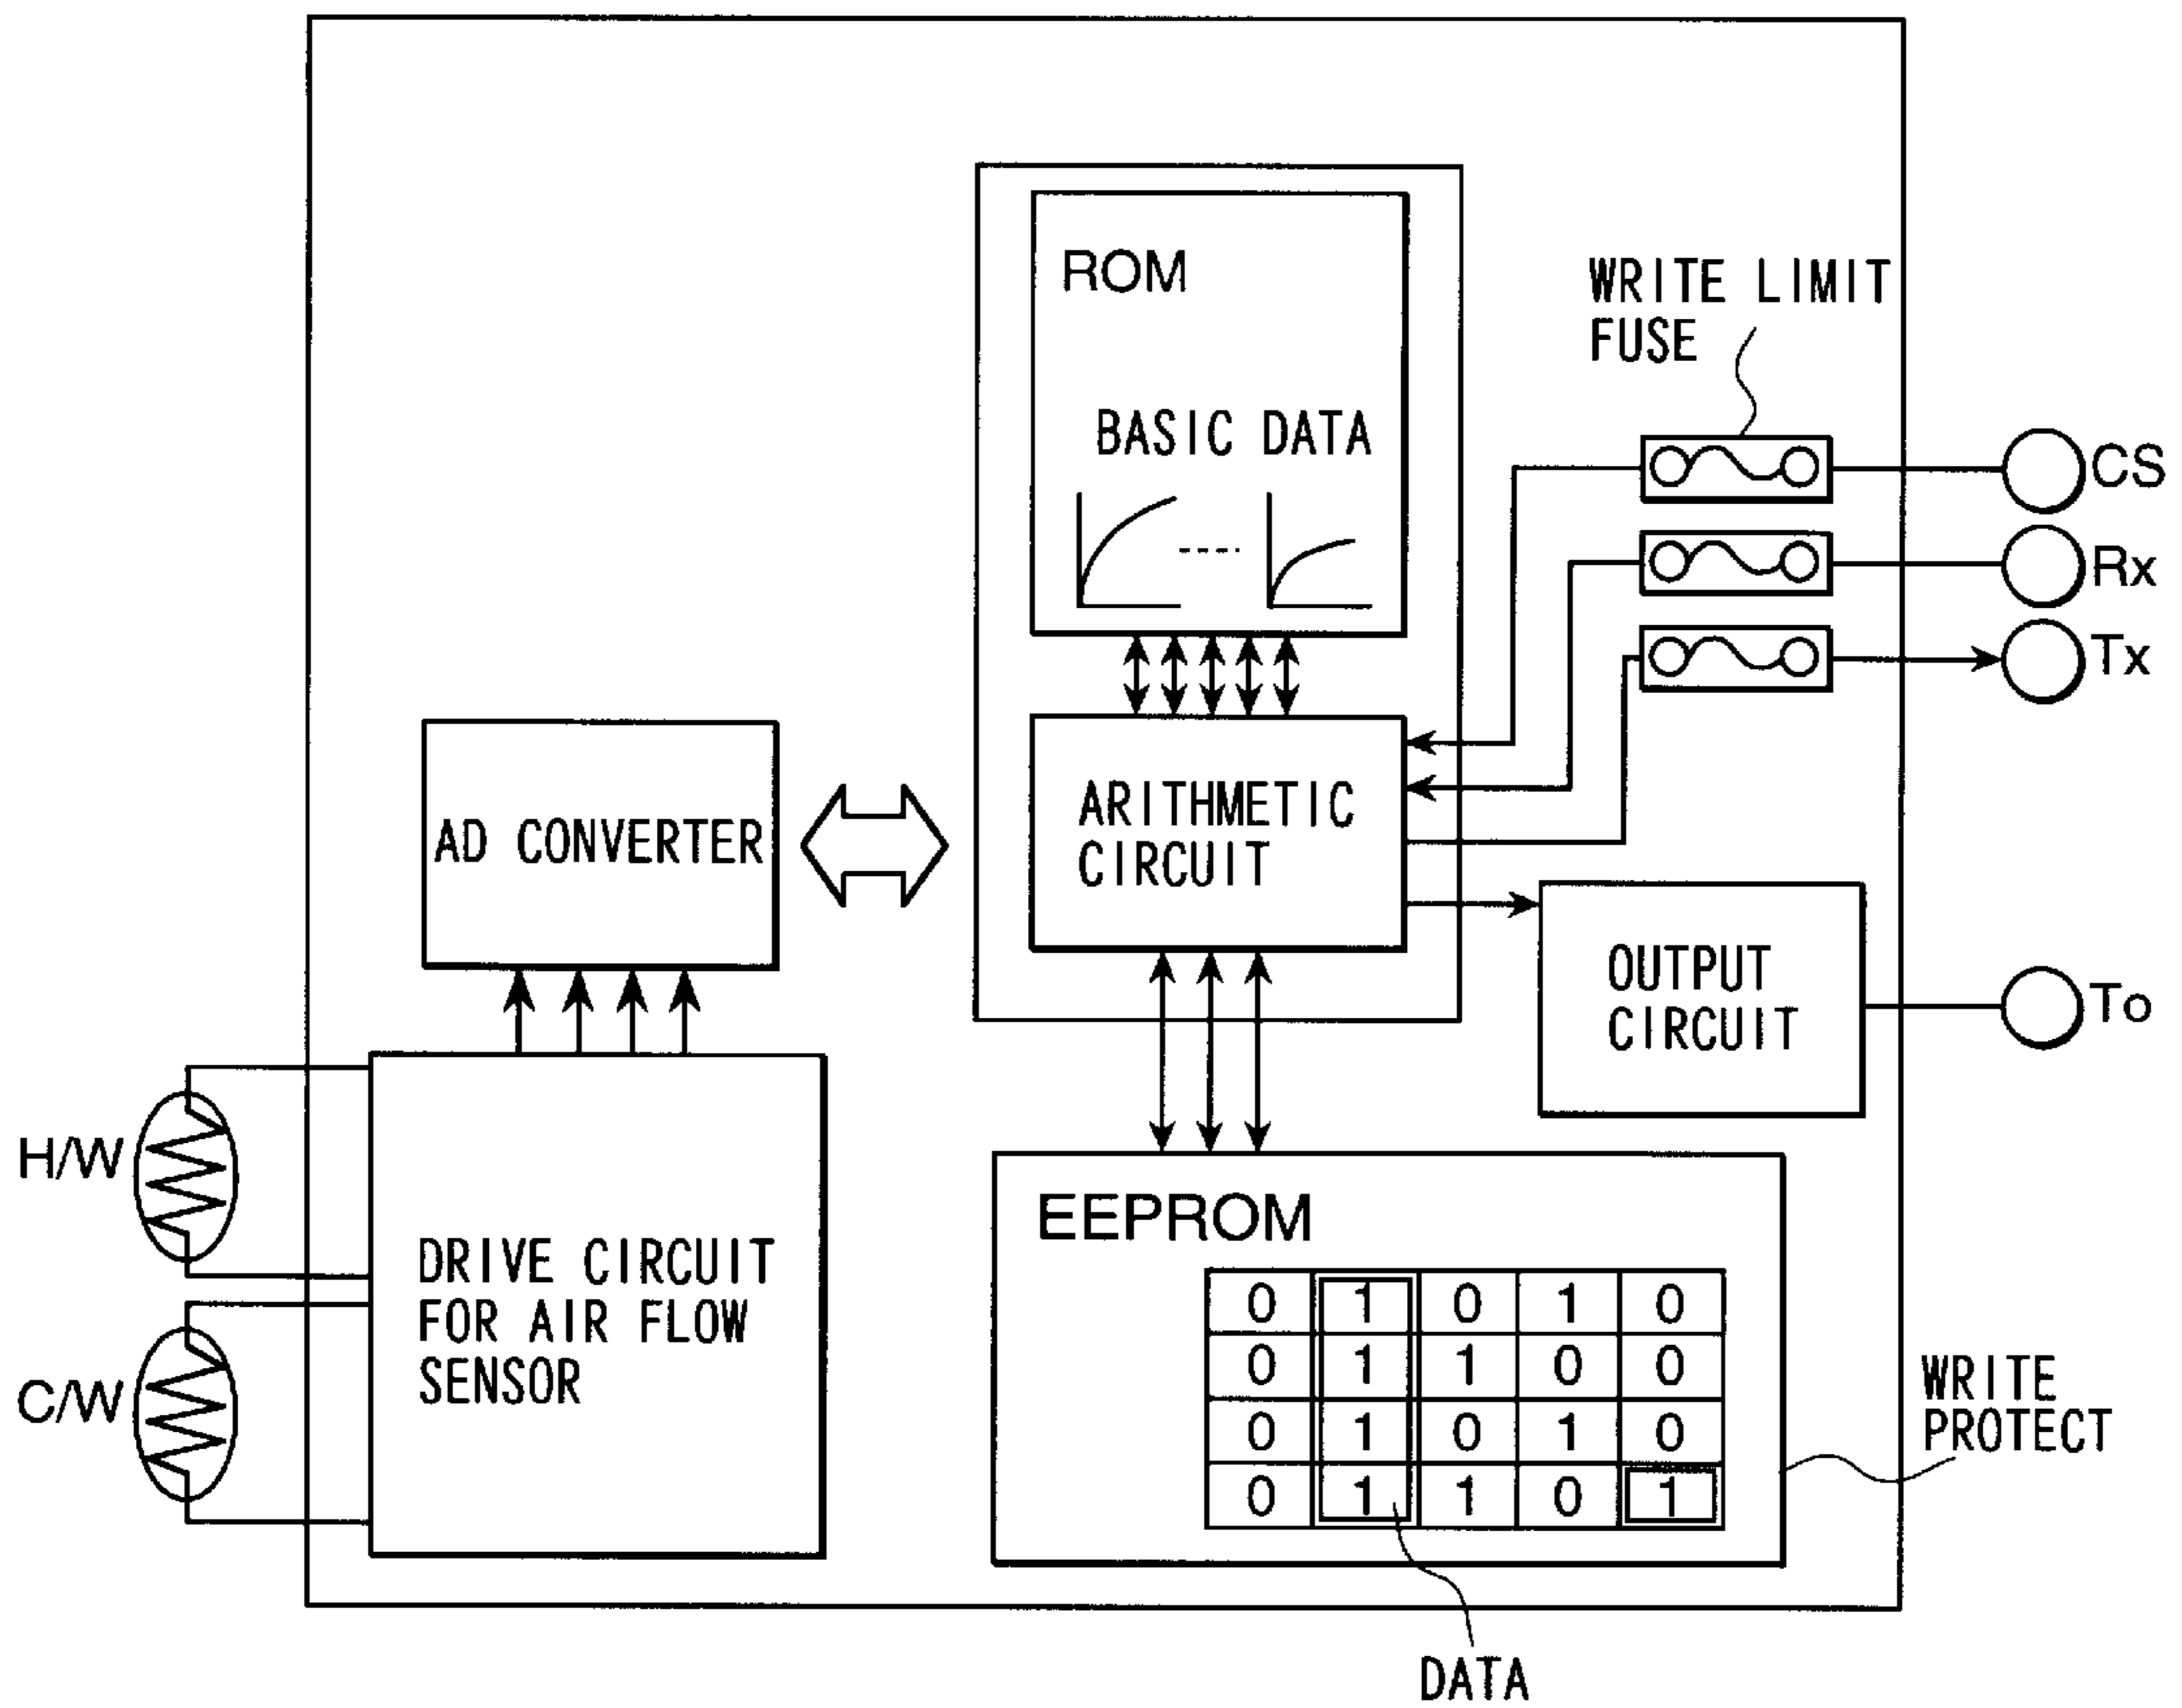 ROM
BASIC DATA
WRITE LIMIT
FUSE
CS
Rx
Tx
AD CONVERTER
ARITHMETIC
CIRCUIT
OUTPUT
CIRCUIT
To
H/W
C/W
DRIVE CIRCUIT
FOR AIR FLOW
SENSOR
EEPROM
0 1 0 1 0
0 1 1 0 0
0 1 0 1 0
0 1 1 0 1
WRITE
PROTECT
DATA